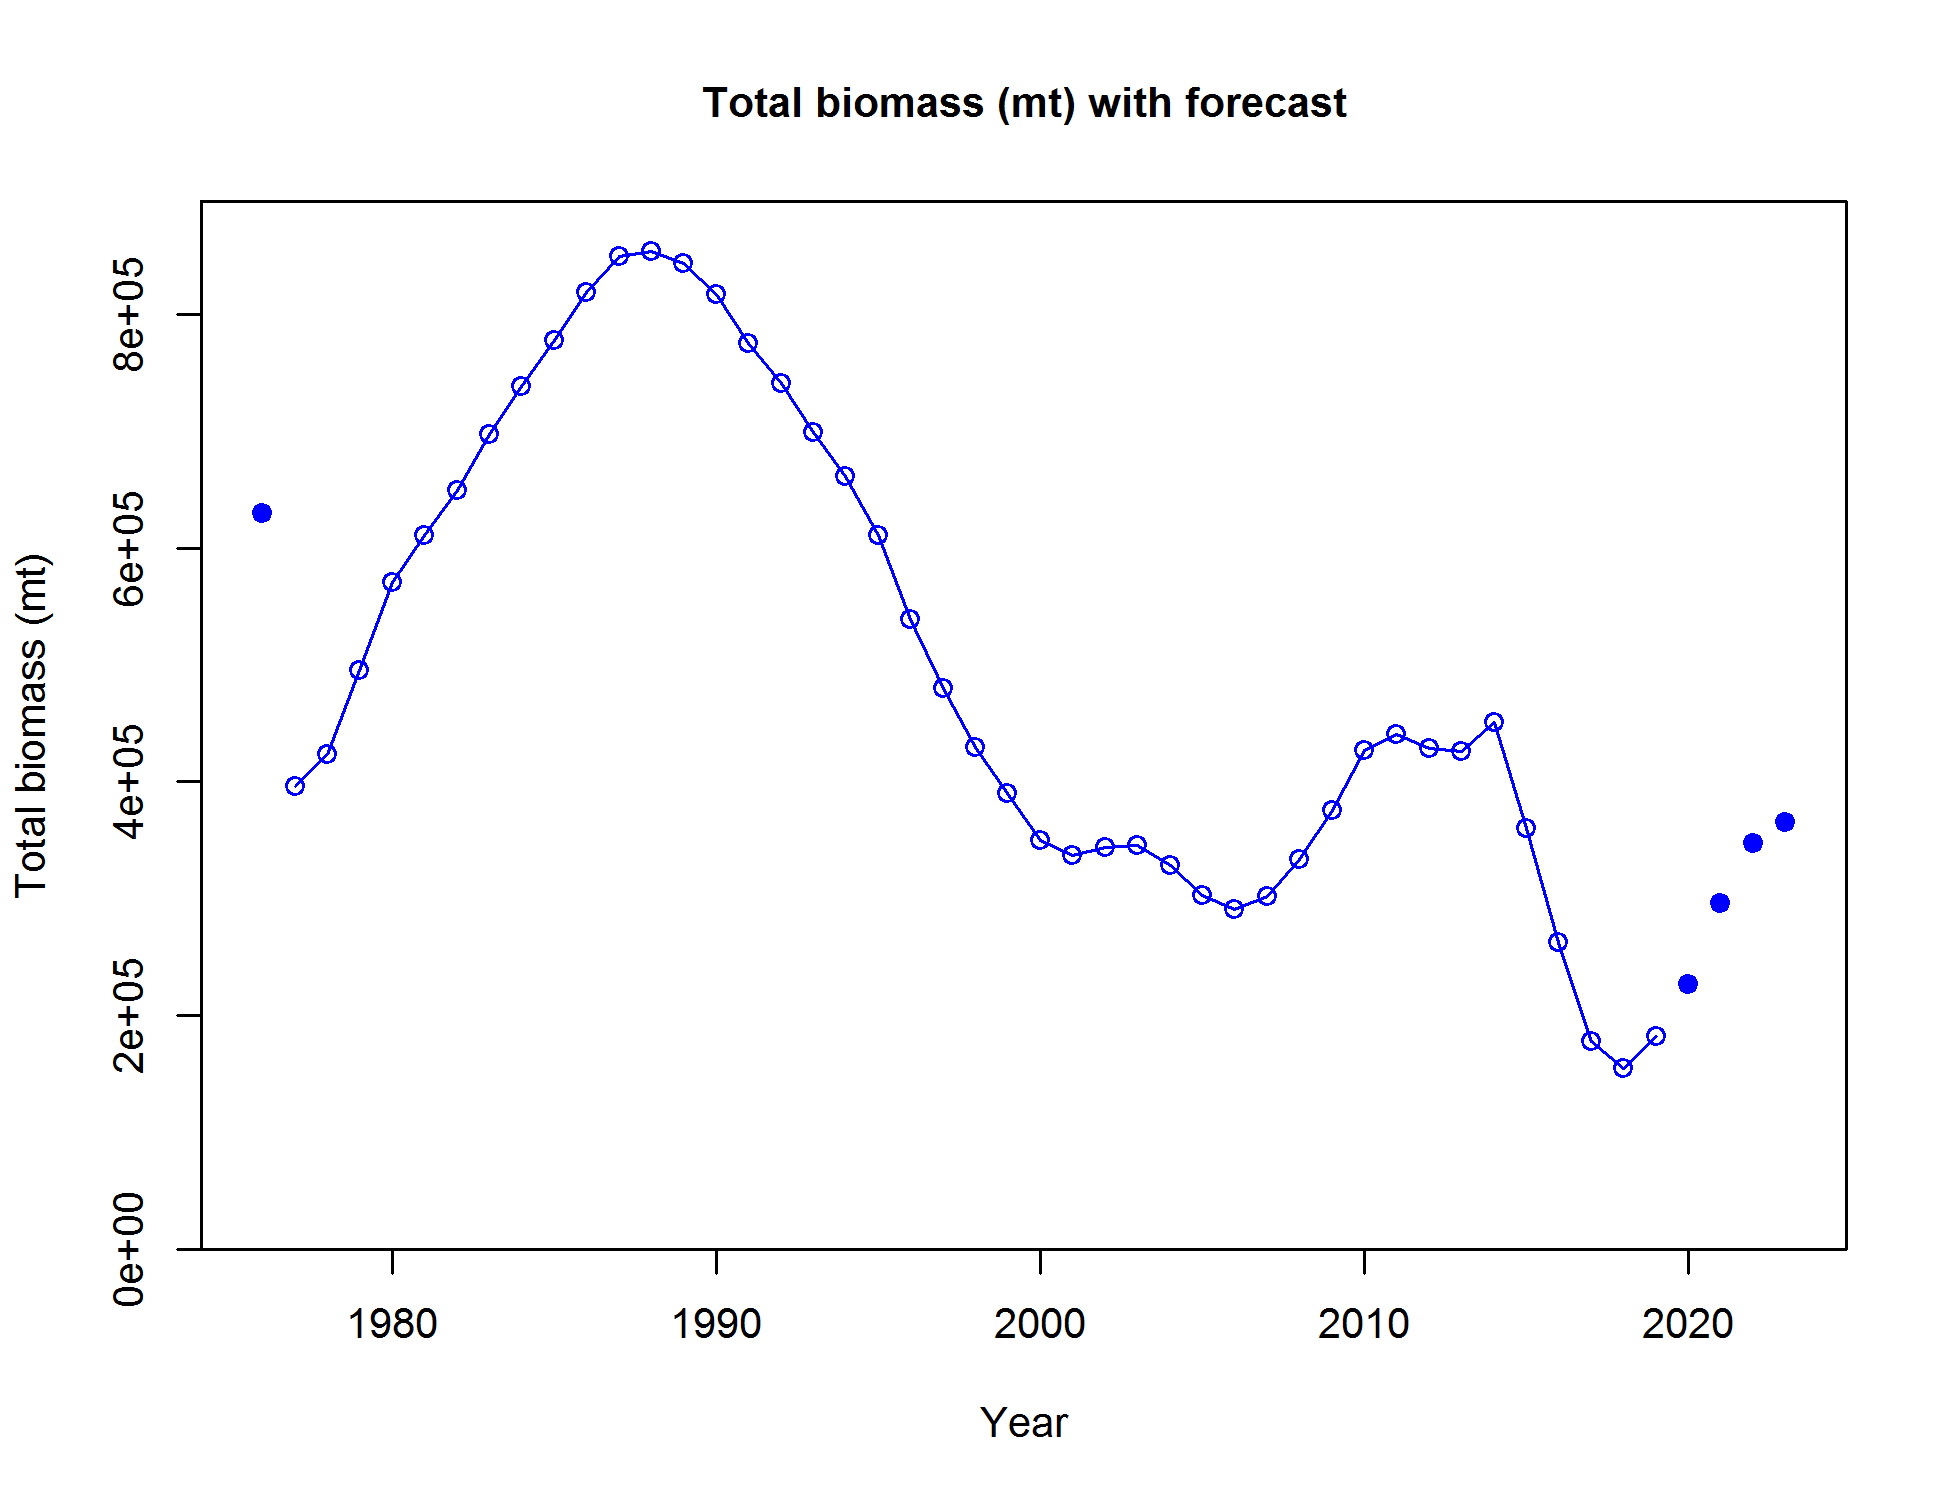 Total biomass (mt) with forecast
Total biomass (mt)
8e+05
6e+05
4e+05
2e+05
0e+00
1980 1990 2000 2010 2020
Year